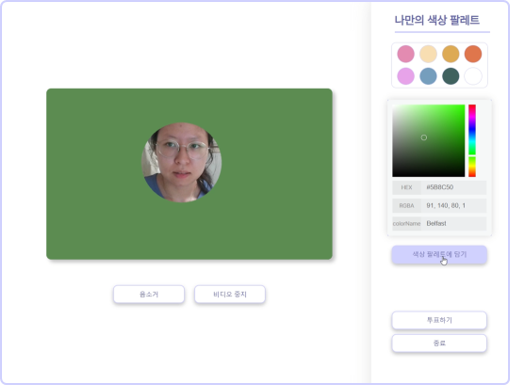 나만의 색상 팔레트
HEX #5B8C50
RGBA 91, 140, 80, 1
colorName Belfast
색상 팔레트에 담기
음소거 비디오 중지
투표하기
종료